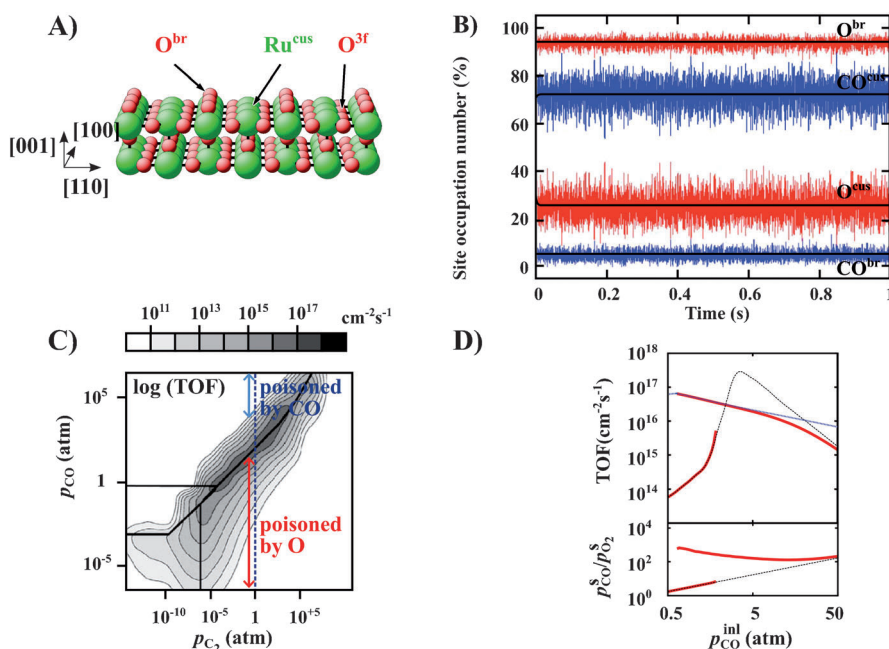 A)
O^br
Ru^cus
O^3f
[001]
[100]
[110]
B)
Site occupation number (%)
100
80
60
40
20
0
O^br
CO^cus
O^cus
CO^br
0
0.2
0.4
0.6
0.8
1
Time (s)
C)
10^11
10^13
10^15
10^17
cm^-2s^-1
log (TOF)
poisoned
by CO
poisoned
by O
p_CO (atm)
10^5
1
10^-5
10^-10
10^-5
1
10^+5
p_C2 (atm)
D)
TOF(cm^-2s^-1)
10^18
10^17
10^16
10^15
10^14
p^s_CO/p^s_O2
10^4
10^2
10^0
0.5
5
50
p^inl_CO (atm)